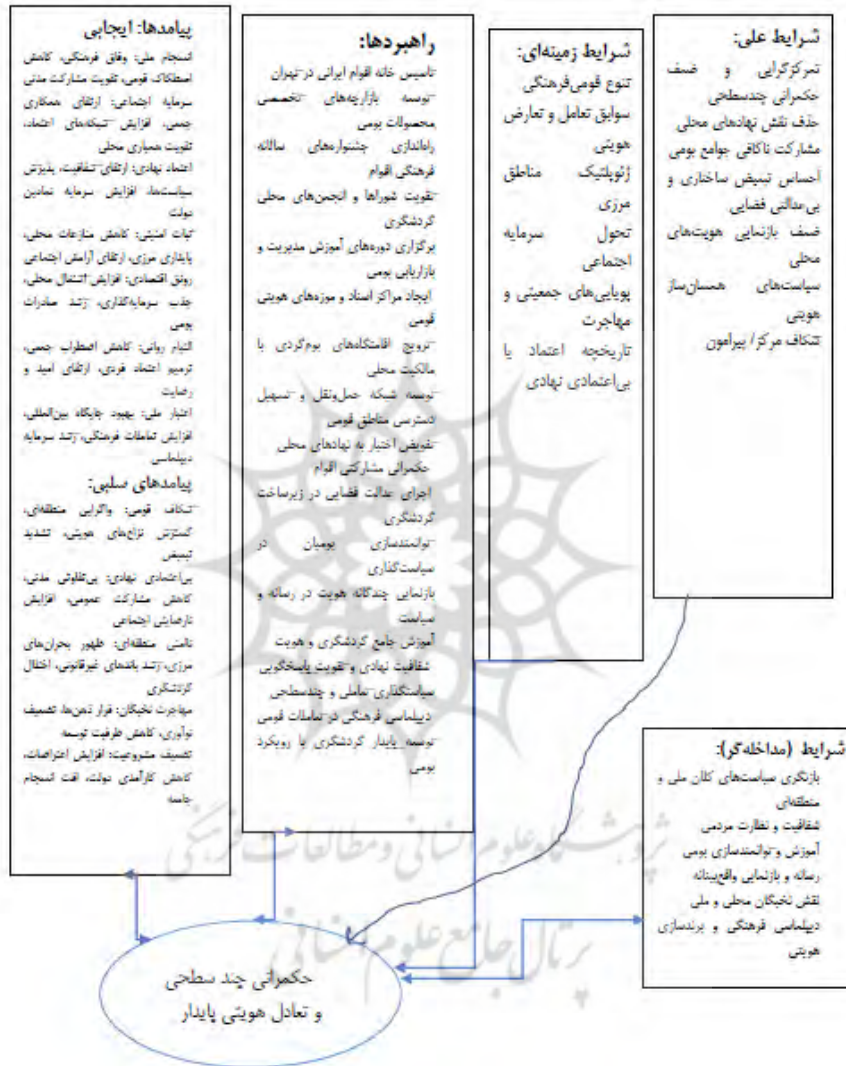 شرایط علی:
تمرکزگرایی و ضعف
حکمرانی چندسطحی
حذف نقش نهادهای محلی
مشارکت ناکافی جوامع بومی
احساس تبعیض ساختاری و
بی‌عدالتی فضایی
ضعف بازنمایی هویت‌های
محلی
سیاست‌های همسان‌ساز
هویتی
شکاف مرکز/ پیرامون
شرایط زمینه‌ای:
تنوع قومی‌فرهنگی
سوابق تعامل و تعارض
هویتی
ژئوپلتیک مناطق
مرزی
تحول سرمایه
اجتماعی
پویایی‌های جمعیتی و
مهاجرت
تاریخچه اعتماد یا
بی‌اعتمادی نهادی
راهبردها:
-تاسیس خانه اقوام ایرانی در تهران
-توسعه بازارچه‌های تخصصی
محصولات بومی
راه‌اندازی جشنواره‌های سالانه
فرهنگی اقوام
-تقویت شوراها و انجمن‌های محلی
گردشگری
-برگزاری دوره‌های آموزش مدیریت و
بازاریابی بومی
ایجاد مراکز اسناد و موزه‌های هویتی
قومی
-ترویج اقامتگاه‌های بوم‌گردی با
مالکیت محلی
-توسعه شبکه حمل‌ونقل و تسهیل
دسترسی مناطق قومی
-تفویض اختیار به نهادهای محلی
حکمرانی مشارکتی اقوام
اجرای عدالت فضایی در زیرساخت
گردشگری
-توانمندسازی بومیان در
سیاست‌گذاری
بازنمایی چندگانه هویت در رسانه و
سیاست
آموزش جامع گردشگری و هویت
شفافیت نهادی و تقویت پاسخگویی
سیاستگذاری تعاملی و چندسطحی
دیپلماسی فرهنگی در تعاملات قومی
توسعه پایدار گردشگری با رویکرد
بومی
پیامدها: ایجابی
انسجام ملی: وفاق فرهنگی، کاهش
اصطکاک قومی، تقویت مشارکت مدنی
سرمایه اجتماعی: ارتقای همکاری
جمعی، افزایش شبکه‌های اعتماد،
تقویت همیاری محلی
اعتماد نهادی: ارتقای شفافیت، پذیرش
سیاست‌ها، افزایش سرمایه نمادین
دولت
ثبات امنیتی: کاهش منازعات محلی،
پایداری مرزی، ارتقای آرامش اجتماعی
رونق اقتصادی: افزایش اشتغال محلی،
جذب سرمایه‌گذاری، رشد صادرات
بومی
التیام روانی: کاهش اضطراب جمعی،
ترمیم اعتماد فردی، ارتقای امید و
رضایت
اعتبار ملی: بهبود جایگاه بین‌المللی،
افزایش تعاملات فرهنگی، رشد سرمایه
دیپلماسی
پیامدهای سلبی:
-شکاف قومی: واگرایی منطقه‌ای،
گسترش نزاع‌های هویتی، تشدید
تبعیض
بی‌اعتمادی نهادی: بی‌تفاوتی مدنی،
کاهش مشارکت عمومی، افزایش
نارضایتی اجتماعی
ناامنی منطقه‌ای: ظهور بحران‌های
مرزی، رشد باندهای غیرقانونی، اختلال
گردشگری
مهاجرت نخبگان: فرار ذهن‌ها، تضعیف
نوآوری، کاهش ظرفیت توسعه
تضعیف مشروعیت: افزایش اعتراضات،
کاهش کارآمدی دولت، افت انسجام
جامعه
شرایط (مداخله‌گر):
بازنگری سیاست‌های کلان ملی و
منطقه‌ای
شفافیت و نظارت مردمی
آموزش و توانمندسازی بومی
رسانه و بازنمایی واقع‌بینانه
نقش نخبگان محلی و ملی
دیپلماسی فرهنگی و برندسازی
هویتی
حکمرانی چند سطحی
و تعادل هویتی پایدار
پژوهشگاه علوم انسانی و مطالعات فرهنگی
پرتال جامع علوم انسانی